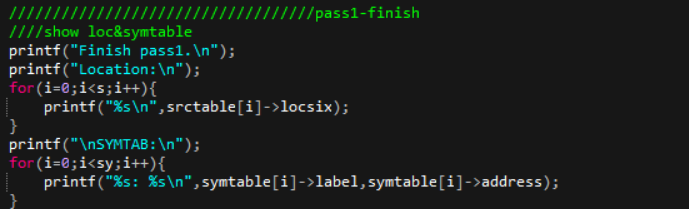 ///////////////////////////////////pass1-finish
////show loc&symtable
printf("Finish pass1.\n");
printf("Location:\n");
for(i=0;i<s;i++){
    printf("%s\n",srctable[i]->locsix);
}
printf("\nSYMTAB:\n");
for(i=0;i<sy;i++){
    printf("%s: %s\n",symtable[i]->label,symtable[i]->address);
}